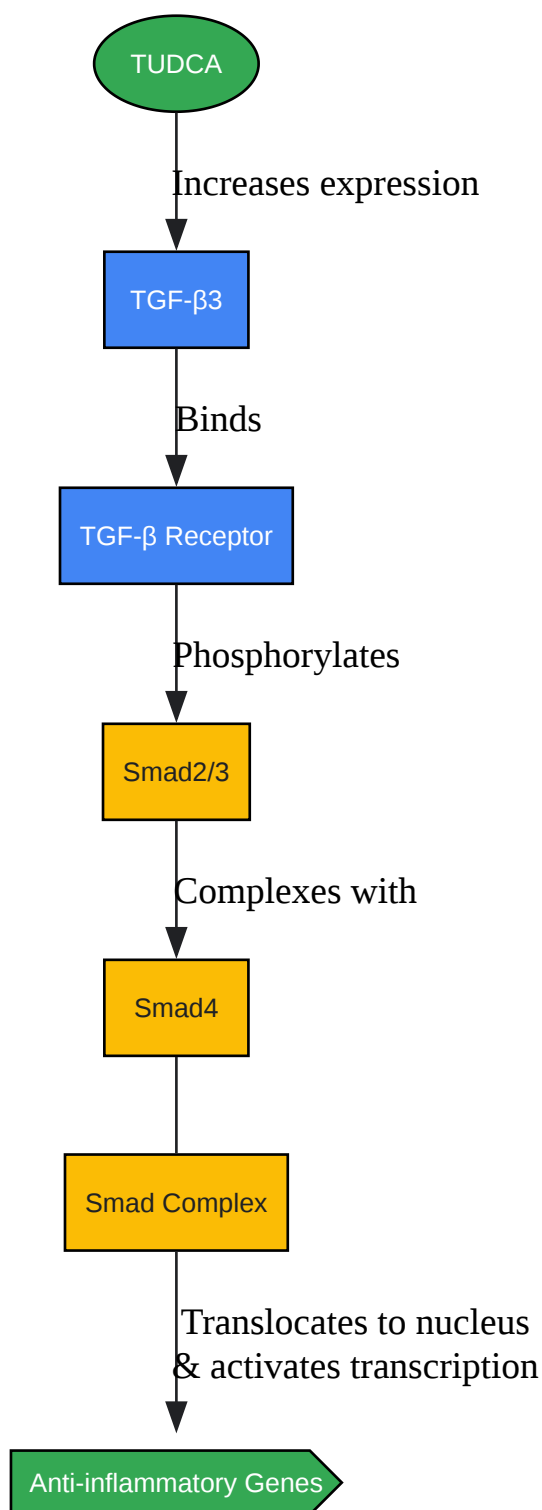 TUDCA
Increases expression
TGF-β3
Binds
TGF-β Receptor
Phosphorylates
Smad2/3
Complexes with
Smad4
Smad Complex
Translocates to nucleus
& activates transcription
Anti-inflammatory Genes